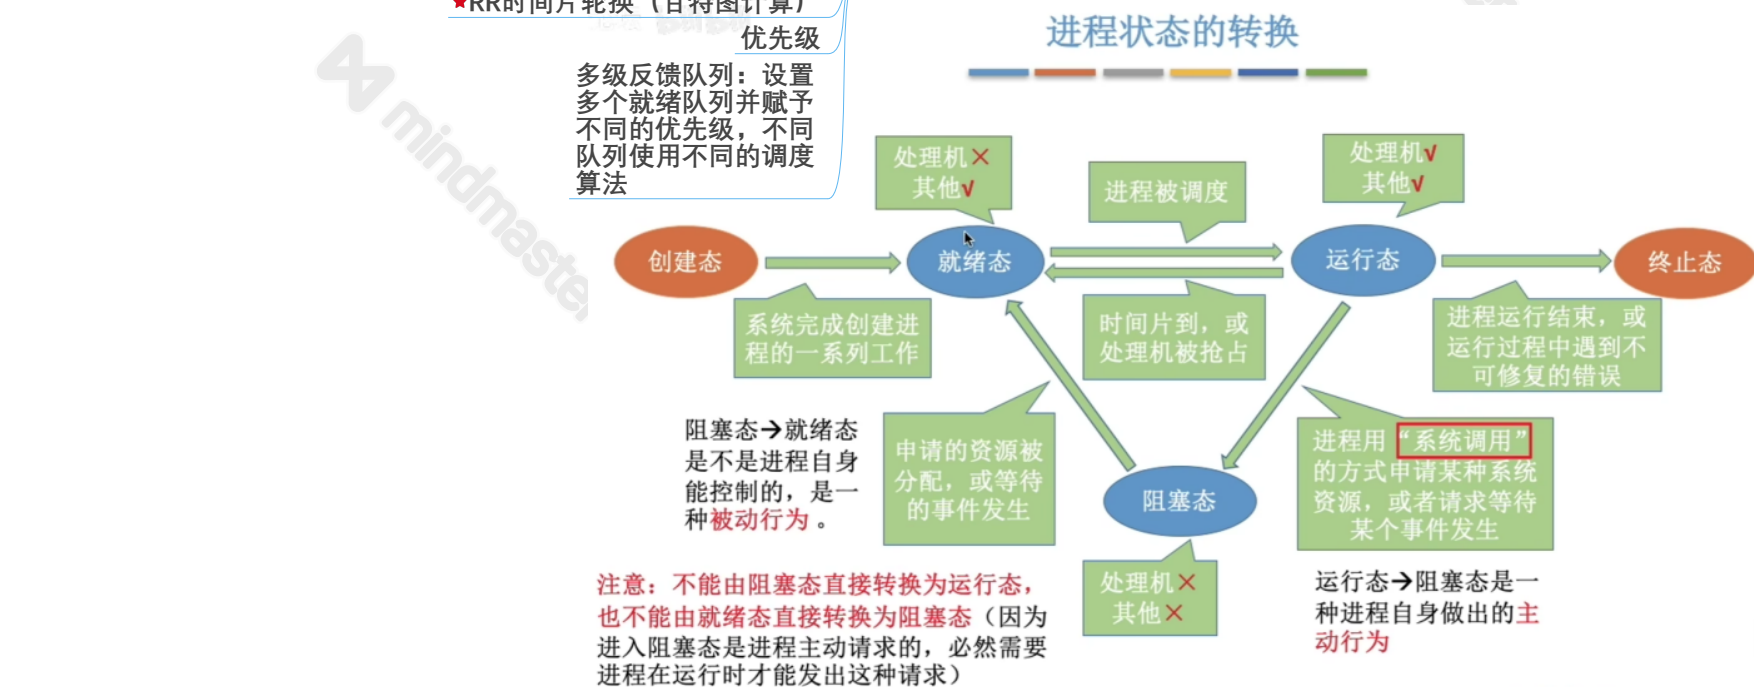 ★RR时间片轮换（甘特图计算）
优先级
多级反馈队列：设置
多个就绪队列并赋予
不同的优先级，不同
队列使用不同的调度
算法
mindmaste
进程状态的转换
处理机×
其他√
进程被调度
处理机√
其他√
创建态
就绪态
运行态
终止态
系统完成创建进
程的一系列工作
时间片到，或
处理机被抢占
进程运行结束，或
运行过程中遇到不
可修复的错误
阻塞态→就绪态
是不是进程自身
能控制的，是一
种被动行为。
申请的资源被
分配，或等待
的事件发生
进程用“系统调用”
的方式申请某种系统
资源，或者请求等待
某个事件发生
阻塞态
处理机×
其他×
注意：不能由阻塞态直接转换为运行态，
也不能由就绪态直接转换为阻塞态（因为
进入阻塞态是进程主动请求的，必然需要
进程在运行时才能发出这种请求）
运行态→阻塞态是一
种进程自身做出的主
动行为